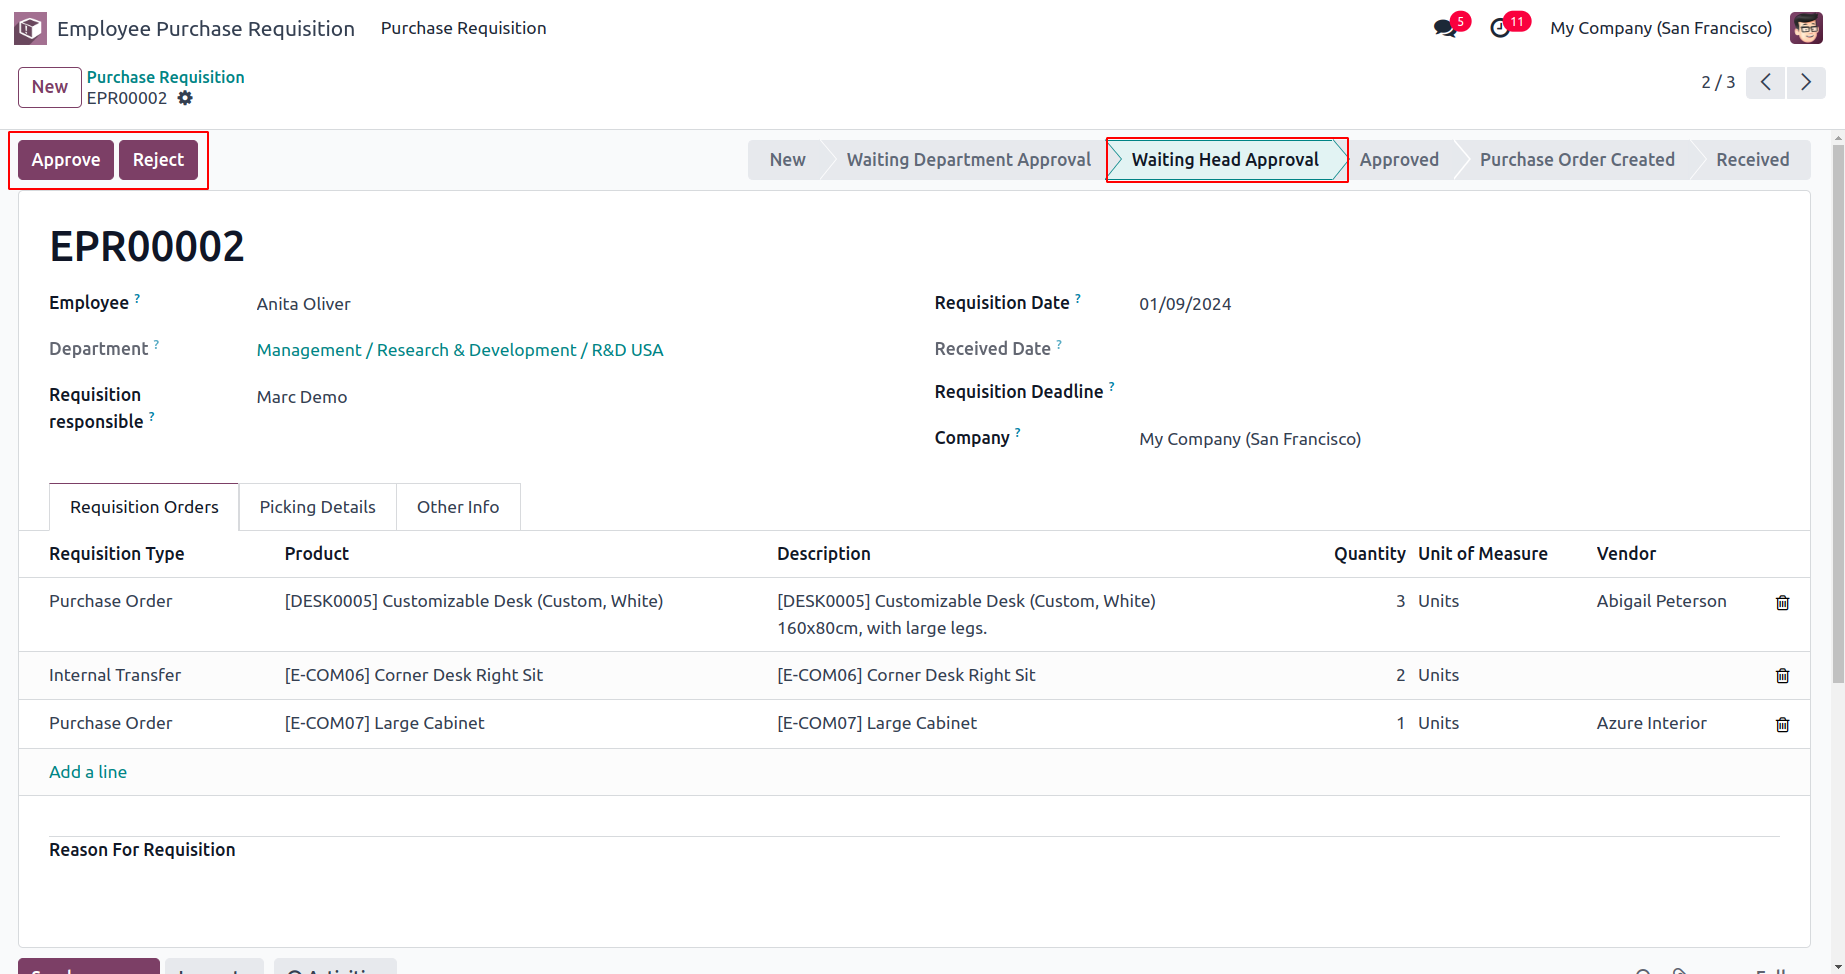 Employee Purchase Requisition Purchase Requisition 5 11 My Company (San Francisco)
New Purchase Requisition
EPR00002
2 / 3
Approve Reject New Waiting Department Approval Waiting Head Approval Approved Purchase Order Created Received
EPR00002
Employee ? Anita Oliver Requisition Date ? 01/09/2024
Department ? Management / Research & Development / R&D USA Received Date ?
Requisition responsible ? Marc Demo Requisition Deadline ?
Company ? My Company (San Francisco)
Requisition Orders Picking Details Other Info
Requisition Type Product Description Quantity Unit of Measure Vendor
Purchase Order [DESK0005] Customizable Desk (Custom, White) [DESK0005] Customizable Desk (Custom, White) 3 Units Abigail Peterson
160x80cm, with large legs.
Internal Transfer [E-COM06] Corner Desk Right Sit [E-COM06] Corner Desk Right Sit 2 Units
Purchase Order [E-COM07] Large Cabinet [E-COM07] Large Cabinet 1 Units Azure Interior
Add a line
Reason For Requisition